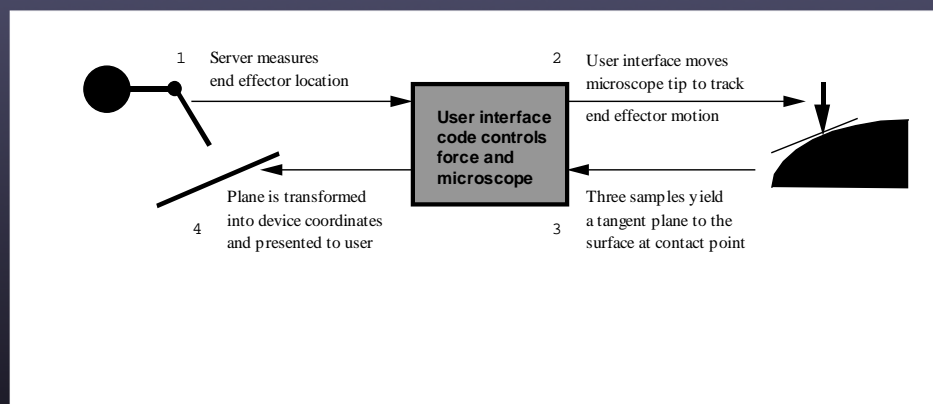 1
Server measures
end effector location
2
User interface moves
microscope tip to track
end effector motion
User interface
code controls
force and
microscope
3
Three samples yield
a tangent plane to the
surface at contact point
4
Plane is transformed
into device coordinates
and presented to user